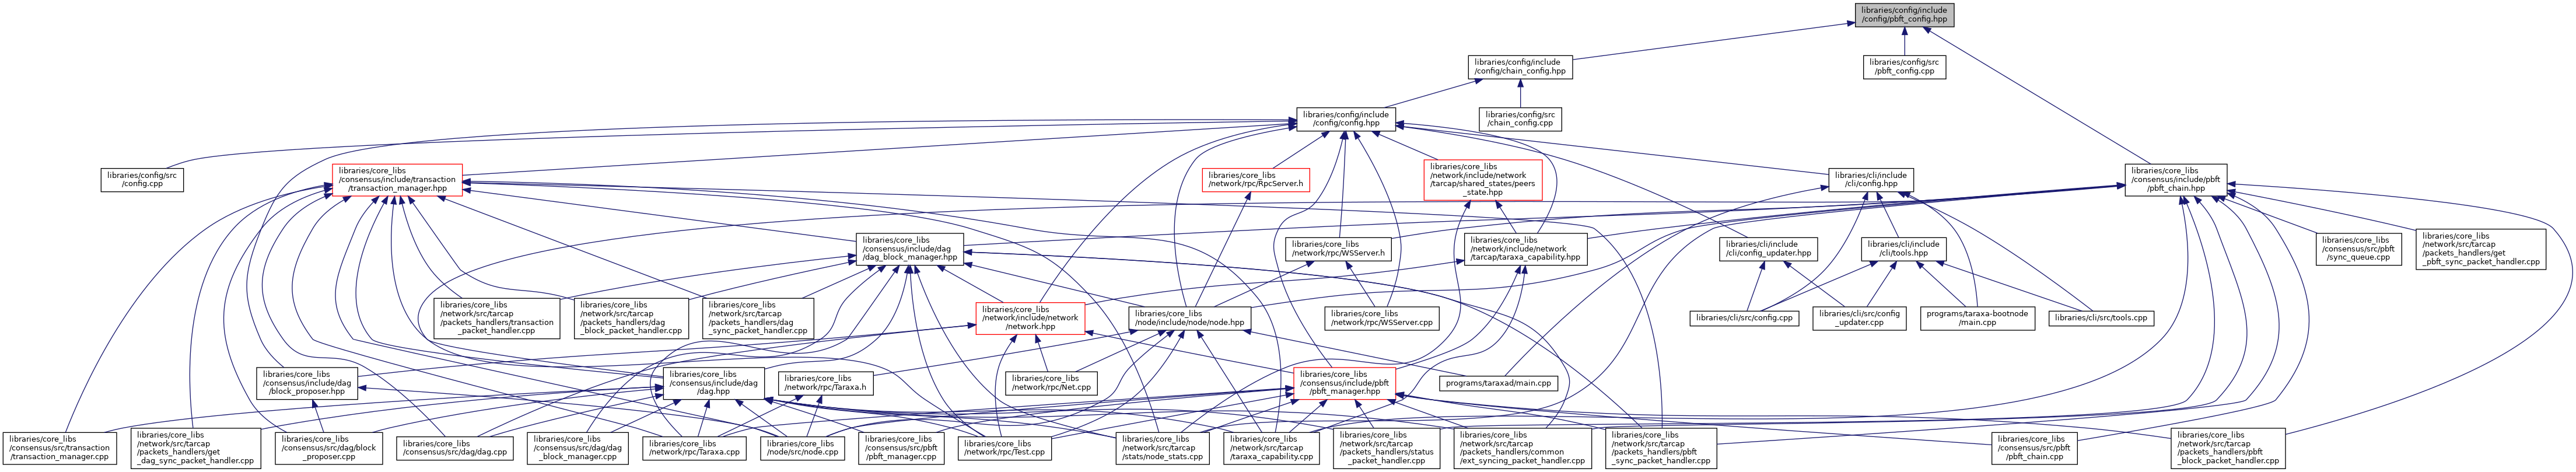 libraries/config/include
/config/pbft_config.hpp
libraries/config/include
/config/chain_config.hpp
libraries/config/src
/pbft_config.cpp
libraries/config/include
/config/config.hpp
libraries/config/src
/chain_config.cpp
libraries/config/src
/config.cpp
libraries/core_libs
/consensus/include/transaction
/transaction_manager.hpp
libraries/core_libs
/network/rpc/RpcServer.h
libraries/core_libs
/network/include/network
/tarcap/shared_states/peers
_state.hpp
libraries/cli/include
/cli/config.hpp
libraries/core_libs
/consensus/include/pbft
/pbft_chain.hpp
libraries/core_libs
/consensus/include/dag
/dag_block_manager.hpp
libraries/core_libs
/network/rpc/WSServer.h
libraries/core_libs
/network/include/network
/tarcap/taraxa_capability.hpp
libraries/cli/include
/cli/config_updater.hpp
libraries/cli/include
/cli/tools.hpp
libraries/core_libs
/consensus/src/pbft
/sync_queue.cpp
libraries/core_libs
/network/src/tarcap
/packets_handlers/get
_pbft_sync_packet_handler.cpp
libraries/core_libs
/network/src/tarcap
/packets_handlers/transaction
_packet_handler.cpp
libraries/core_libs
/network/src/tarcap
/packets_handlers/dag
_block_packet_handler.cpp
libraries/core_libs
/network/src/tarcap
/packets_handlers/dag
_sync_packet_handler.cpp
libraries/core_libs
/network/include/network
/network.hpp
libraries/core_libs
/node/include/node/node.hpp
libraries/core_libs
/network/rpc/WSServer.cpp
libraries/cli/src/config.cpp
libraries/cli/src/config
_updater.cpp
programs/taraxa-bootnode
/main.cpp
libraries/cli/src/tools.cpp
libraries/core_libs
/consensus/include/dag
/block_proposer.hpp
libraries/core_libs
/consensus/include/dag
/dag.hpp
libraries/core_libs
/network/rpc/Taraxa.h
libraries/core_libs
/network/rpc/Net.cpp
libraries/core_libs
/consensus/include/pbft
/pbft_manager.hpp
programs/taraxad/main.cpp
libraries/core_libs
/consensus/src/transaction
/transaction_manager.cpp
libraries/core_libs
/network/src/tarcap
/packets_handlers/get
_dag_sync_packet_handler.cpp
libraries/core_libs
/consensus/src/dag/block
_proposer.cpp
libraries/core_libs
/consensus/src/dag/dag.cpp
libraries/core_libs
/consensus/src/dag/dag
_block_manager.cpp
libraries/core_libs
/network/rpc/Taraxa.cpp
libraries/core_libs
/node/src/node.cpp
libraries/core_libs
/consensus/src/pbft
/pbft_manager.cpp
libraries/core_libs
/network/rpc/Test.cpp
libraries/core_libs
/network/src/tarcap
/stats/node_stats.cpp
libraries/core_libs
/network/src/tarcap
/taraxa_capability.cpp
libraries/core_libs
/network/src/tarcap
/packets_handlers/status
_packet_handler.cpp
libraries/core_libs
/network/src/tarcap
/packets_handlers/common
/ext_syncing_packet_handler.cpp
libraries/core_libs
/network/src/tarcap
/packets_handlers/pbft
_sync_packet_handler.cpp
libraries/core_libs
/consensus/src/pbft
/pbft_chain.cpp
libraries/core_libs
/network/src/tarcap
/packets_handlers/pbft
_block_packet_handler.cpp